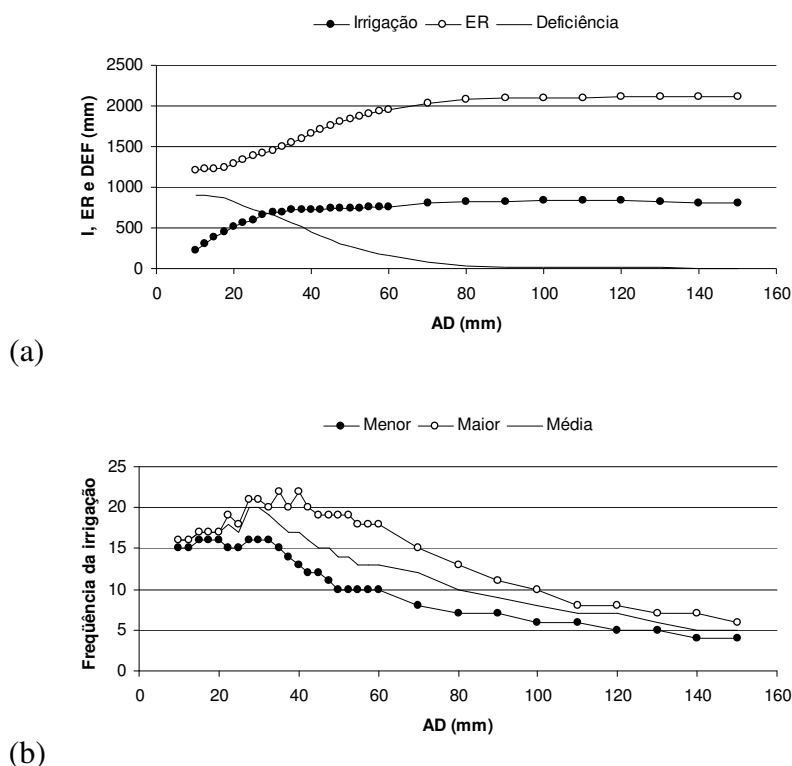 Irrigação ER Deficiência
I, ER e DEF (mm)
2500
2000
1500
1000
500
0
0 20 40 60 80 100 120 140 160
AD (mm)
(a)
Menor Maior Média
Freqüência da irrigação
25
20
15
10
5
0
0 20 40 60 80 100 120 140 160
AD (mm)
(b)